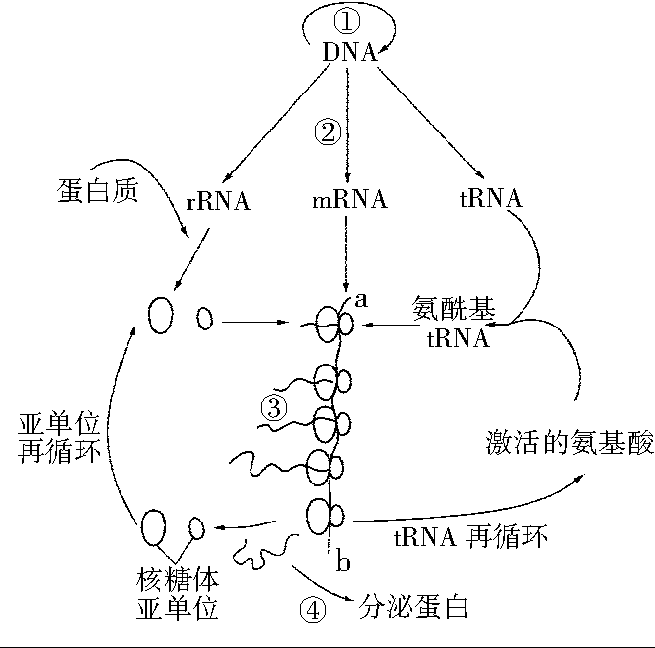 ①
DNA
②
蛋白质
rRNA
mRNA
tRNA
a
氨酰基
tRNA
③
亚单位
再循环
激活的氨基酸
tRNA 再循环
b
核糖体
亚单位
④
分泌蛋白